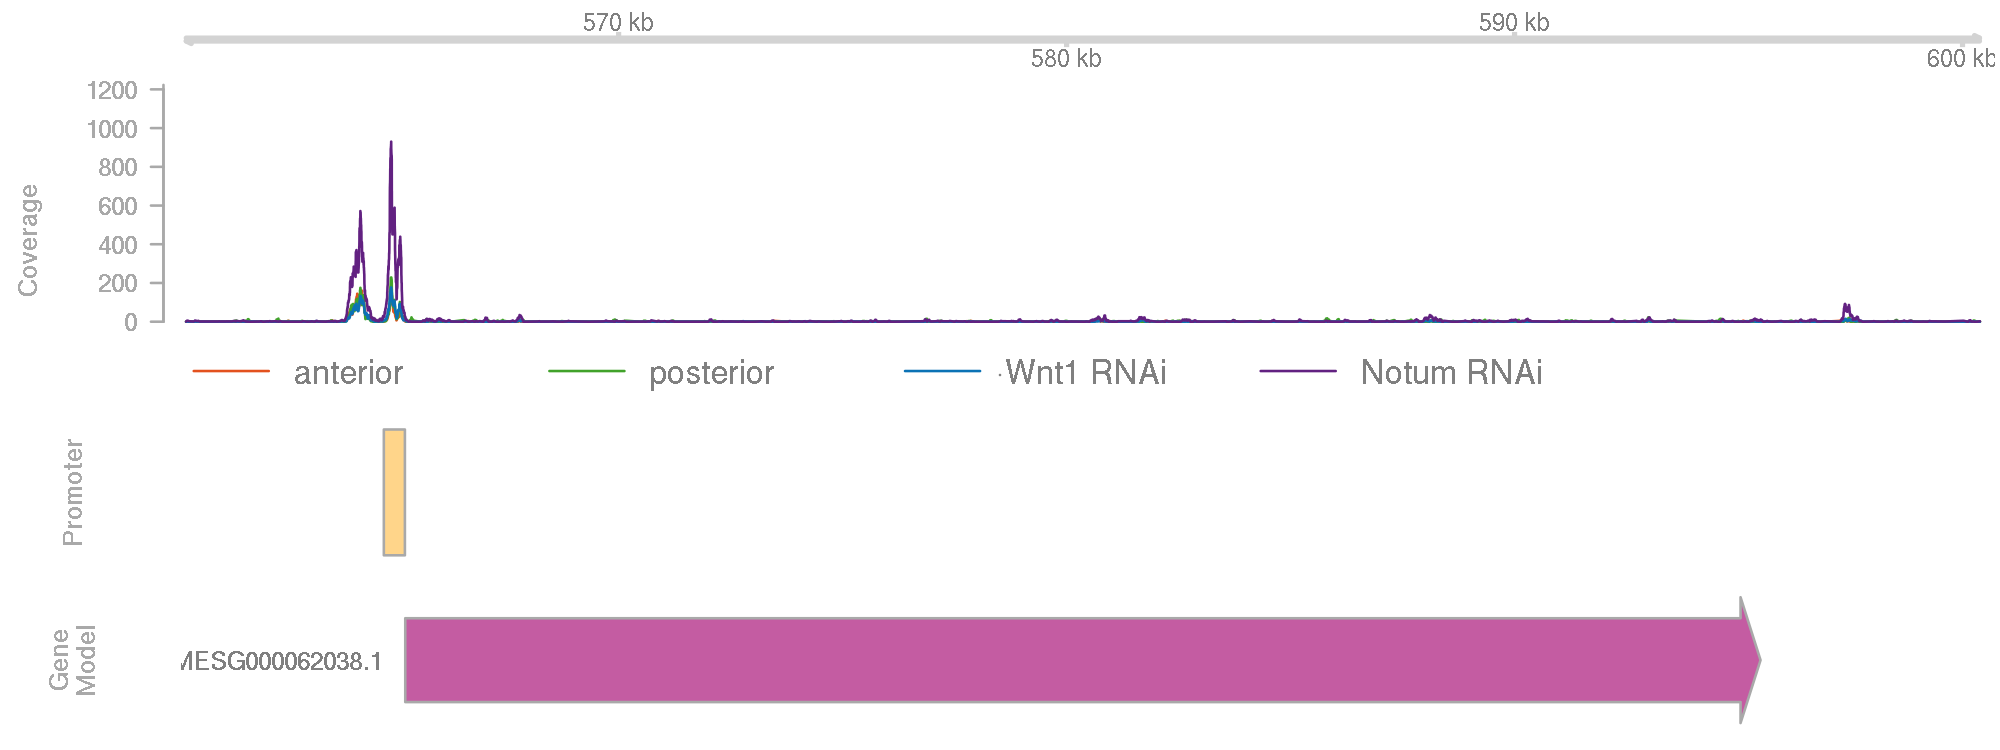 570 kb 590 kb
580 kb 600 kb
1200
1000
800
600
400
200
0
Coverage
anterior posterior Wnt1 RNAi Notum RNAi
Promoter
Gene
Model
MESG000062038.1